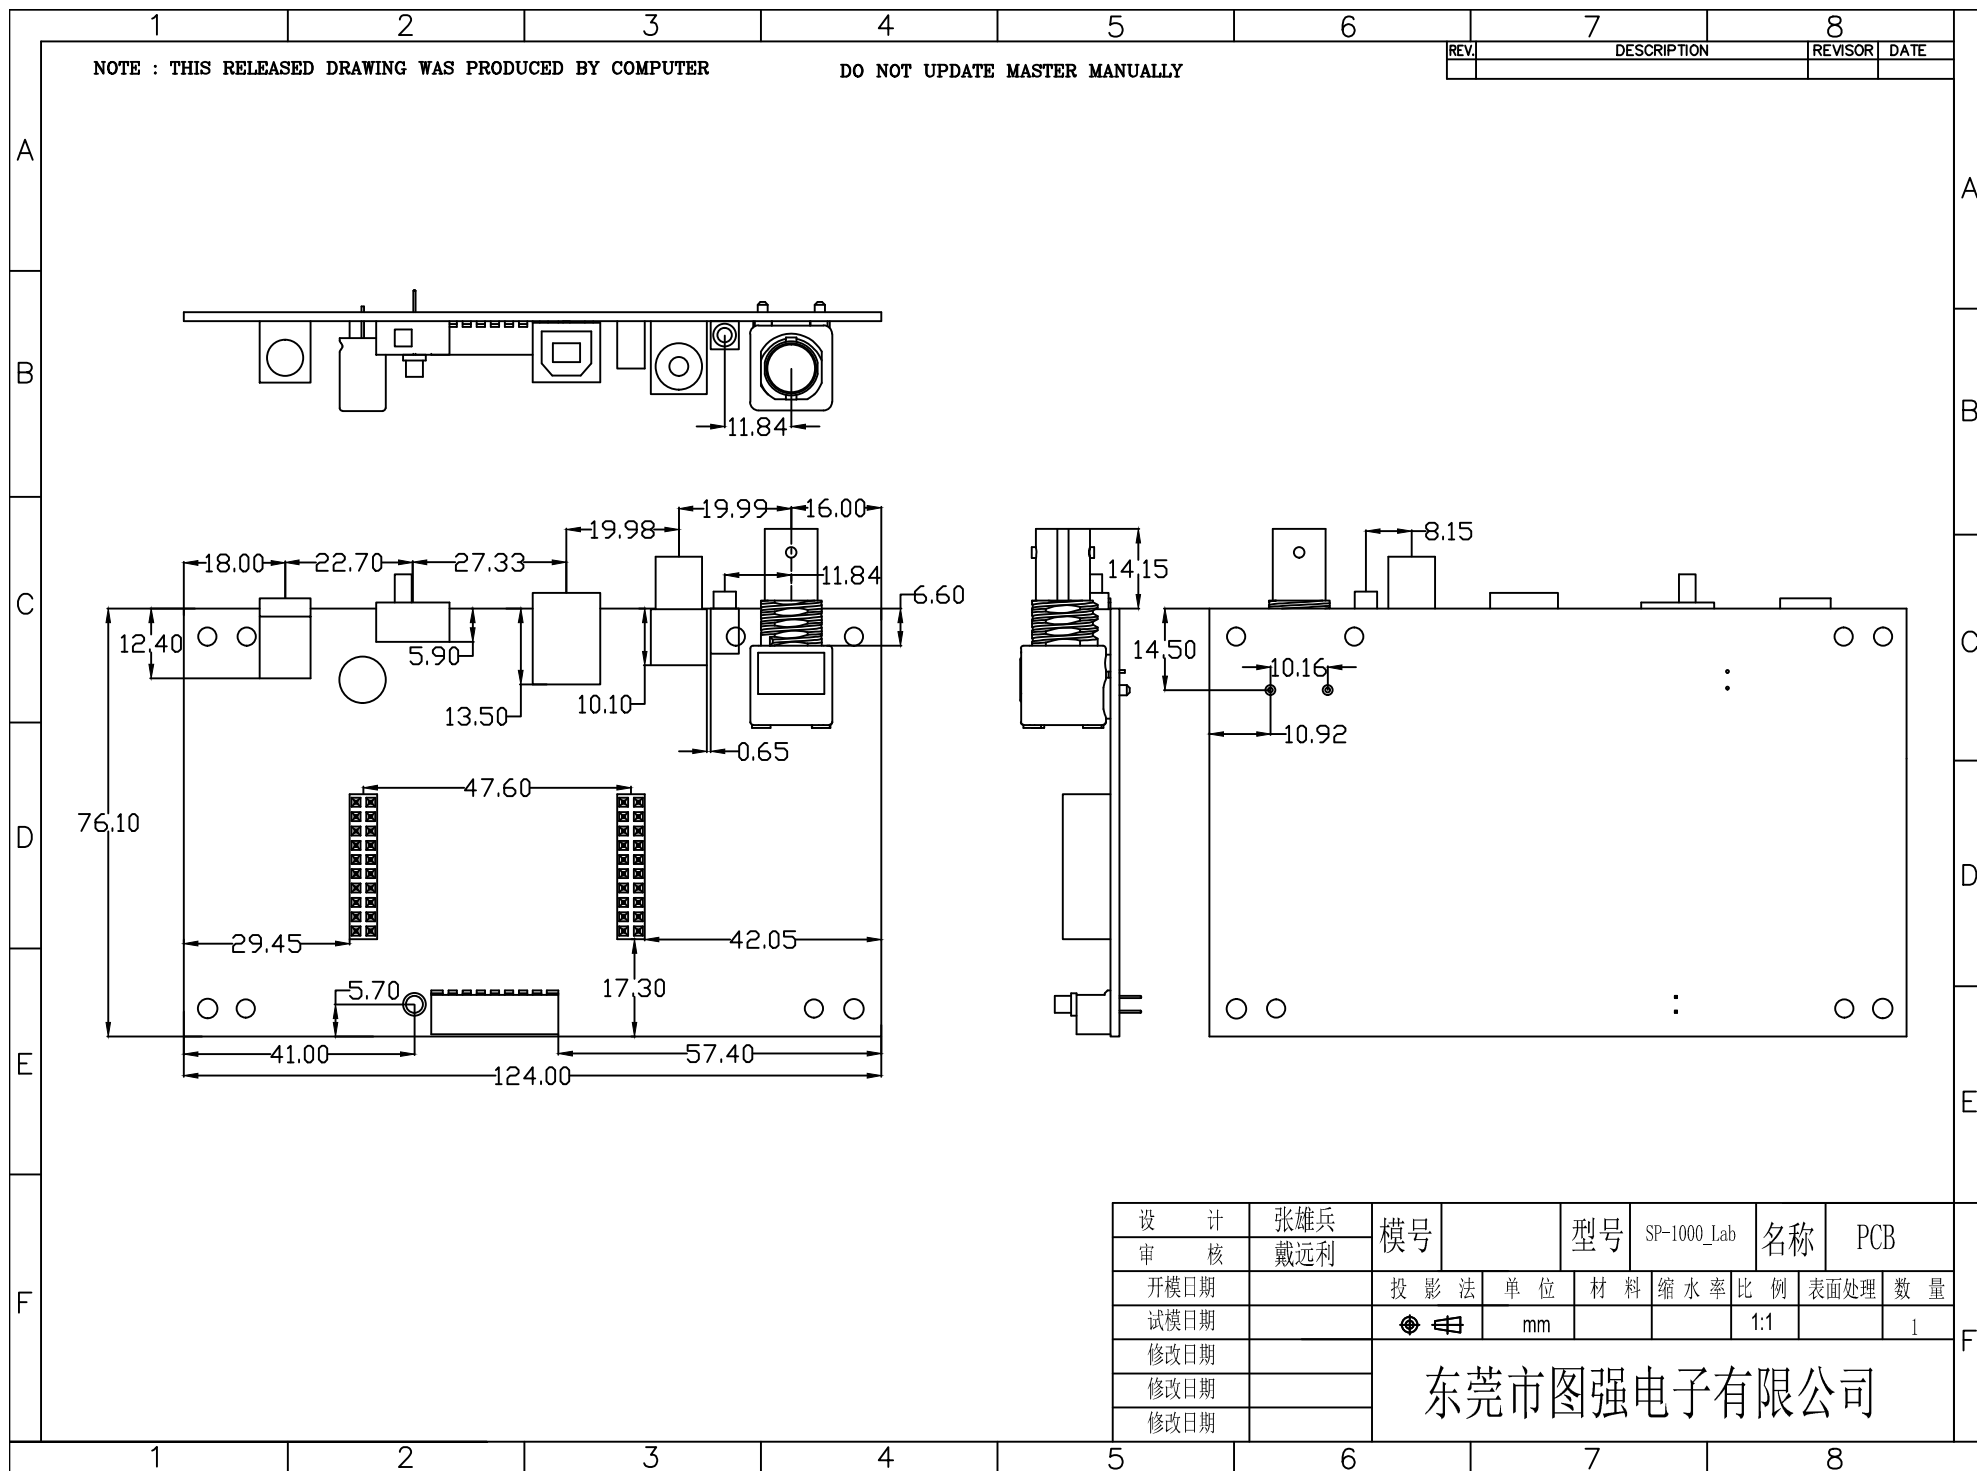 1 2 3 4 5 6 7 8
REV. DESCRIPTION REVISOR DATE
NOTE : THIS RELEASED DRAWING WAS PRODUCED BY COMPUTER DO NOT UPDATE MASTER MANUALLY
A
A
B
B
11.84
19.99 16.00
19.98 8.15
18.00 22.70 27.33
14.15
11.84
6.60
C
C
12.40
5.90
14.50
10.16
13.50 10.10
10.92
0.65
47.60
76.10
D
D
29.45 42.05
5.70 17.30
41.00 57.40
E
124.00
E
设 计 张雄兵
审 核 戴远利
模号 型号 SP-1000_Lab 名称 PCB
开模日期 投 影 法 单 位 材 料 缩 水 率 比 例 表面处理 数 量
F
试模日期 mm 1:1 1
F
修改日期
修改日期
修改日期
东莞市图强电子有限公司
1 2 3 4 5 6 7 8